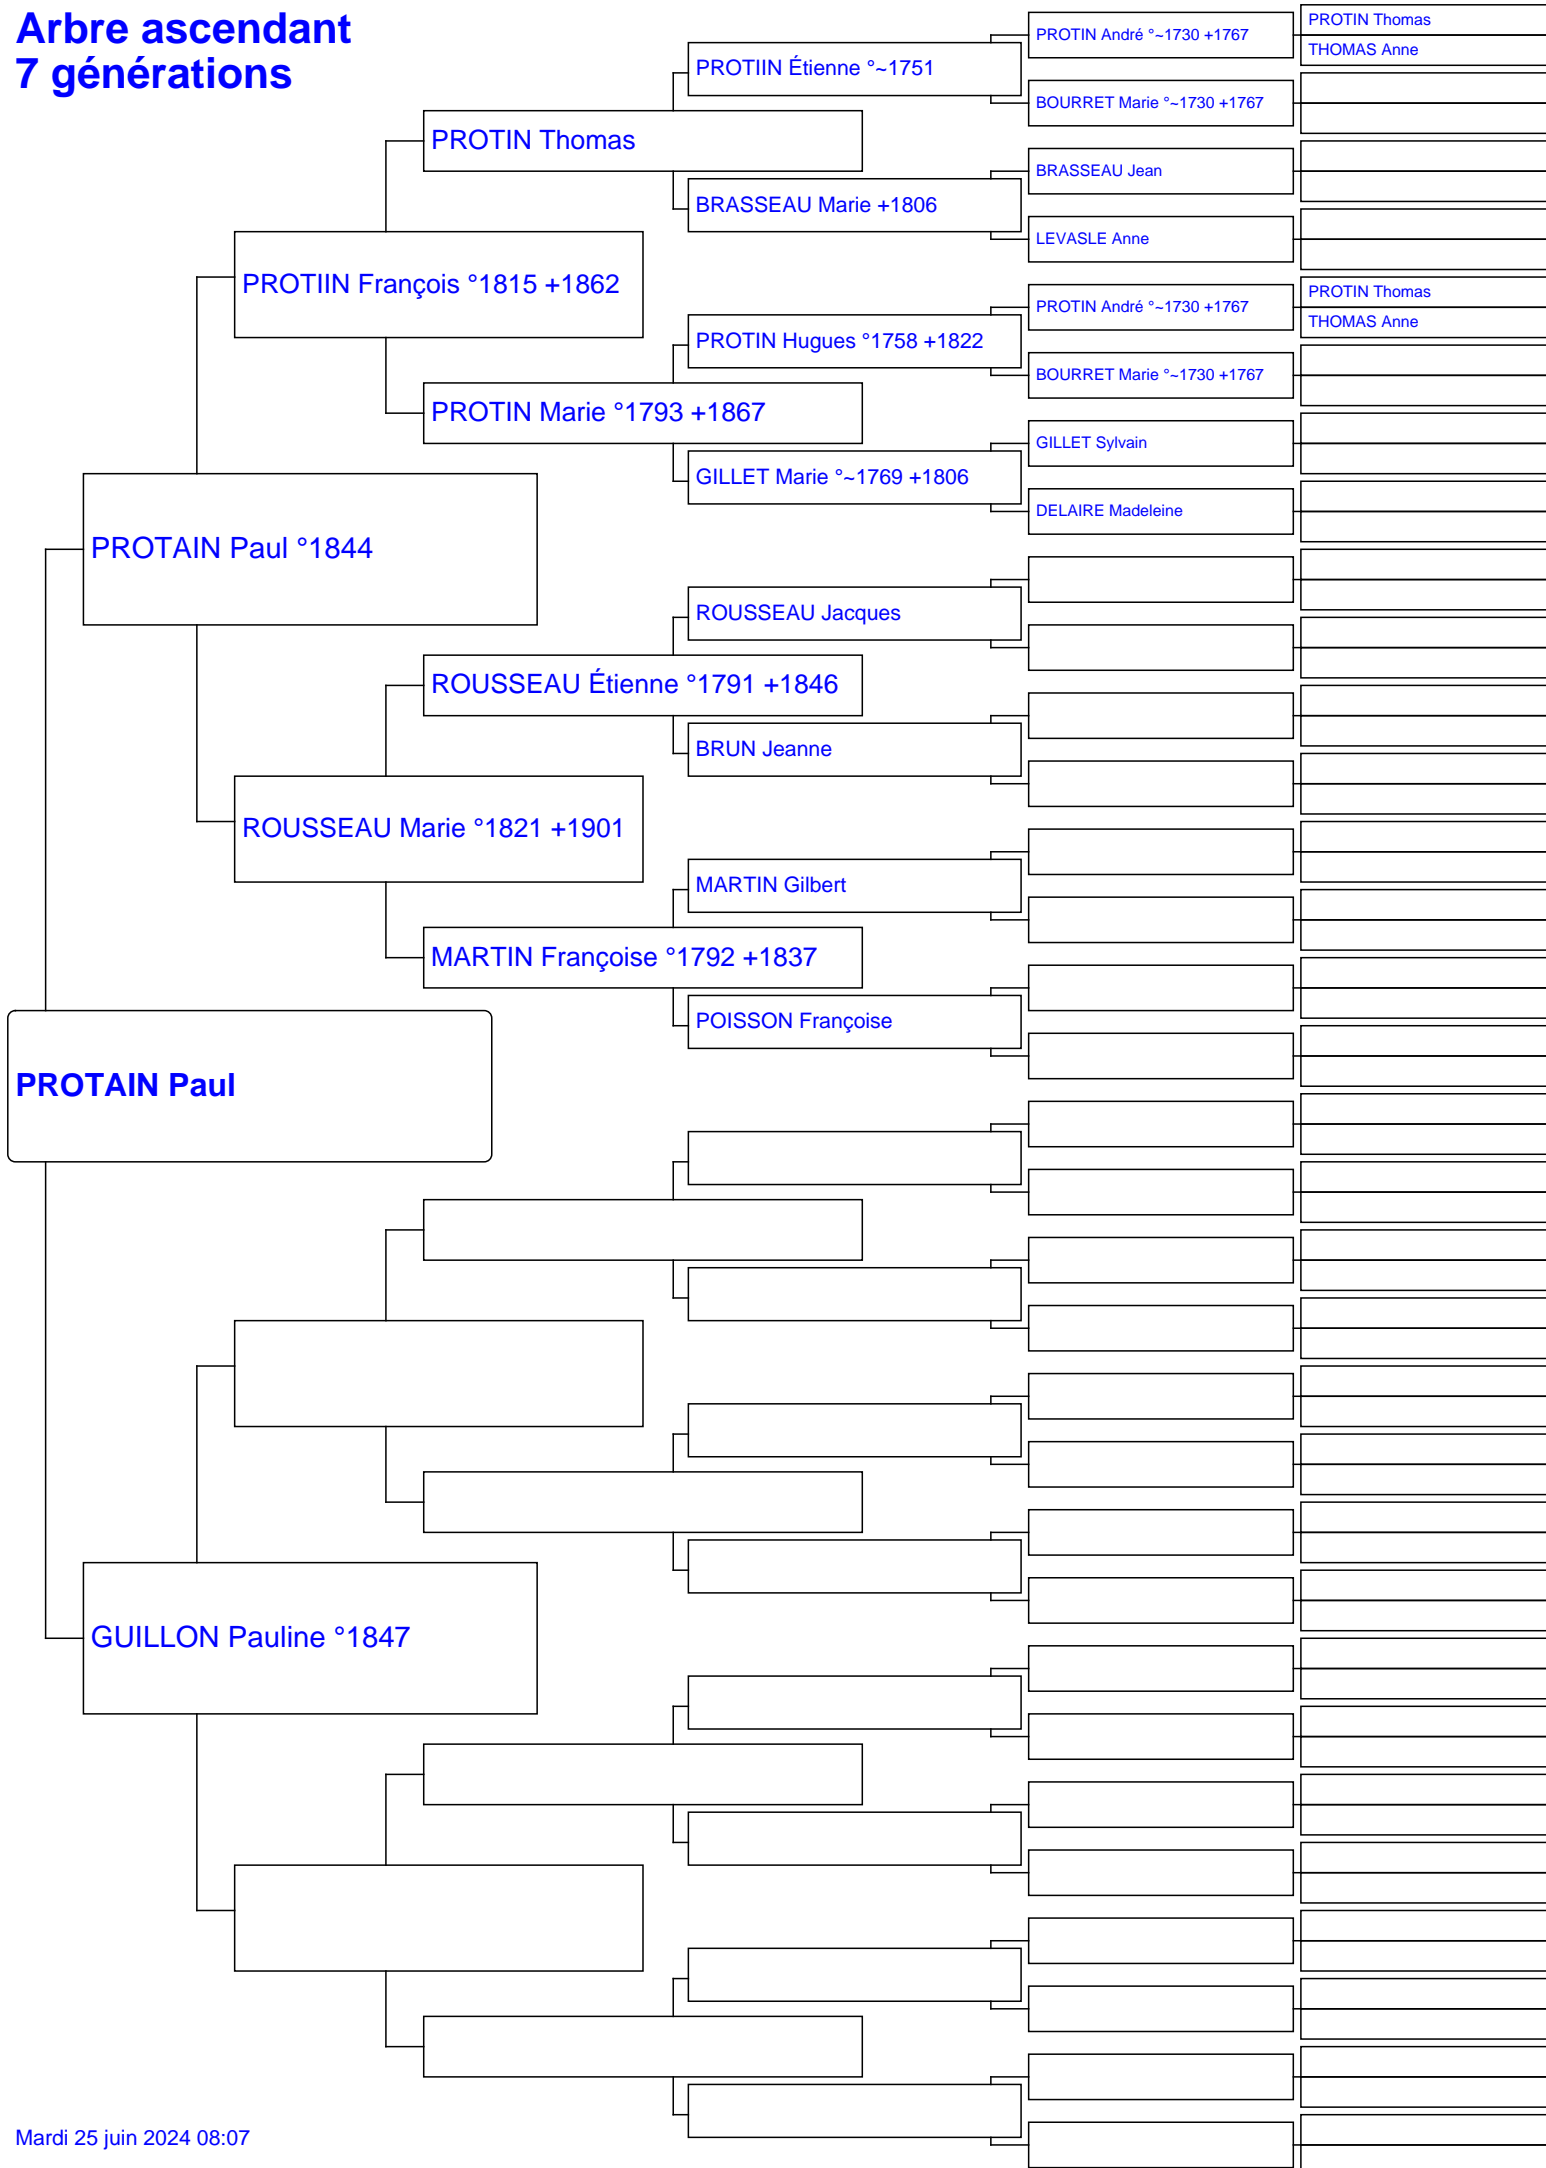 Arbre ascendant
7 générations
PROTAIN Paul
PROTAIN Paul °1844
GUILLON Pauline °1847
PROTIIN François °1815 +1862
ROUSSEAU Marie °1821 +1901
PROTIN Thomas
PROTIN Marie °1793 +1867
ROUSSEAU Étienne °1791 +1846
MARTIN Françoise °1792 +1837
PROTIIN Étienne °~1751
BRASSEAU Marie +1806
PROTIN Hugues °1758 +1822
GILLET Marie °~1769 +1806
ROUSSEAU Jacques
BRUN Jeanne
MARTIN Gilbert
POISSON Françoise
PROTIN André °~1730 +1767
BOURRET Marie °~1730 +1767
BRASSEAU Jean
LEVASLE Anne
PROTIN André °~1730 +1767
BOURRET Marie °~1730 +1767
GILLET Sylvain
DELAIRE Madeleine
PROTIN Thomas
THOMAS Anne
PROTIN Thomas
THOMAS Anne
Mardi 25 juin 2024 08:07